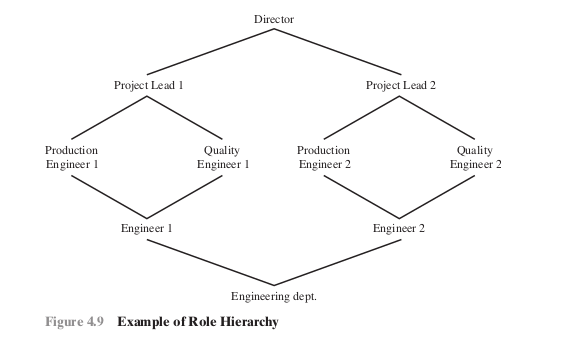 Director
Project Lead 1
Project Lead 2
Production
Engineer 1
Quality
Engineer 1
Production
Engineer 2
Quality
Engineer 2
Engineer 1
Engineer 2
Engineering dept.
Figure 4.9 Example of Role Hierarchy